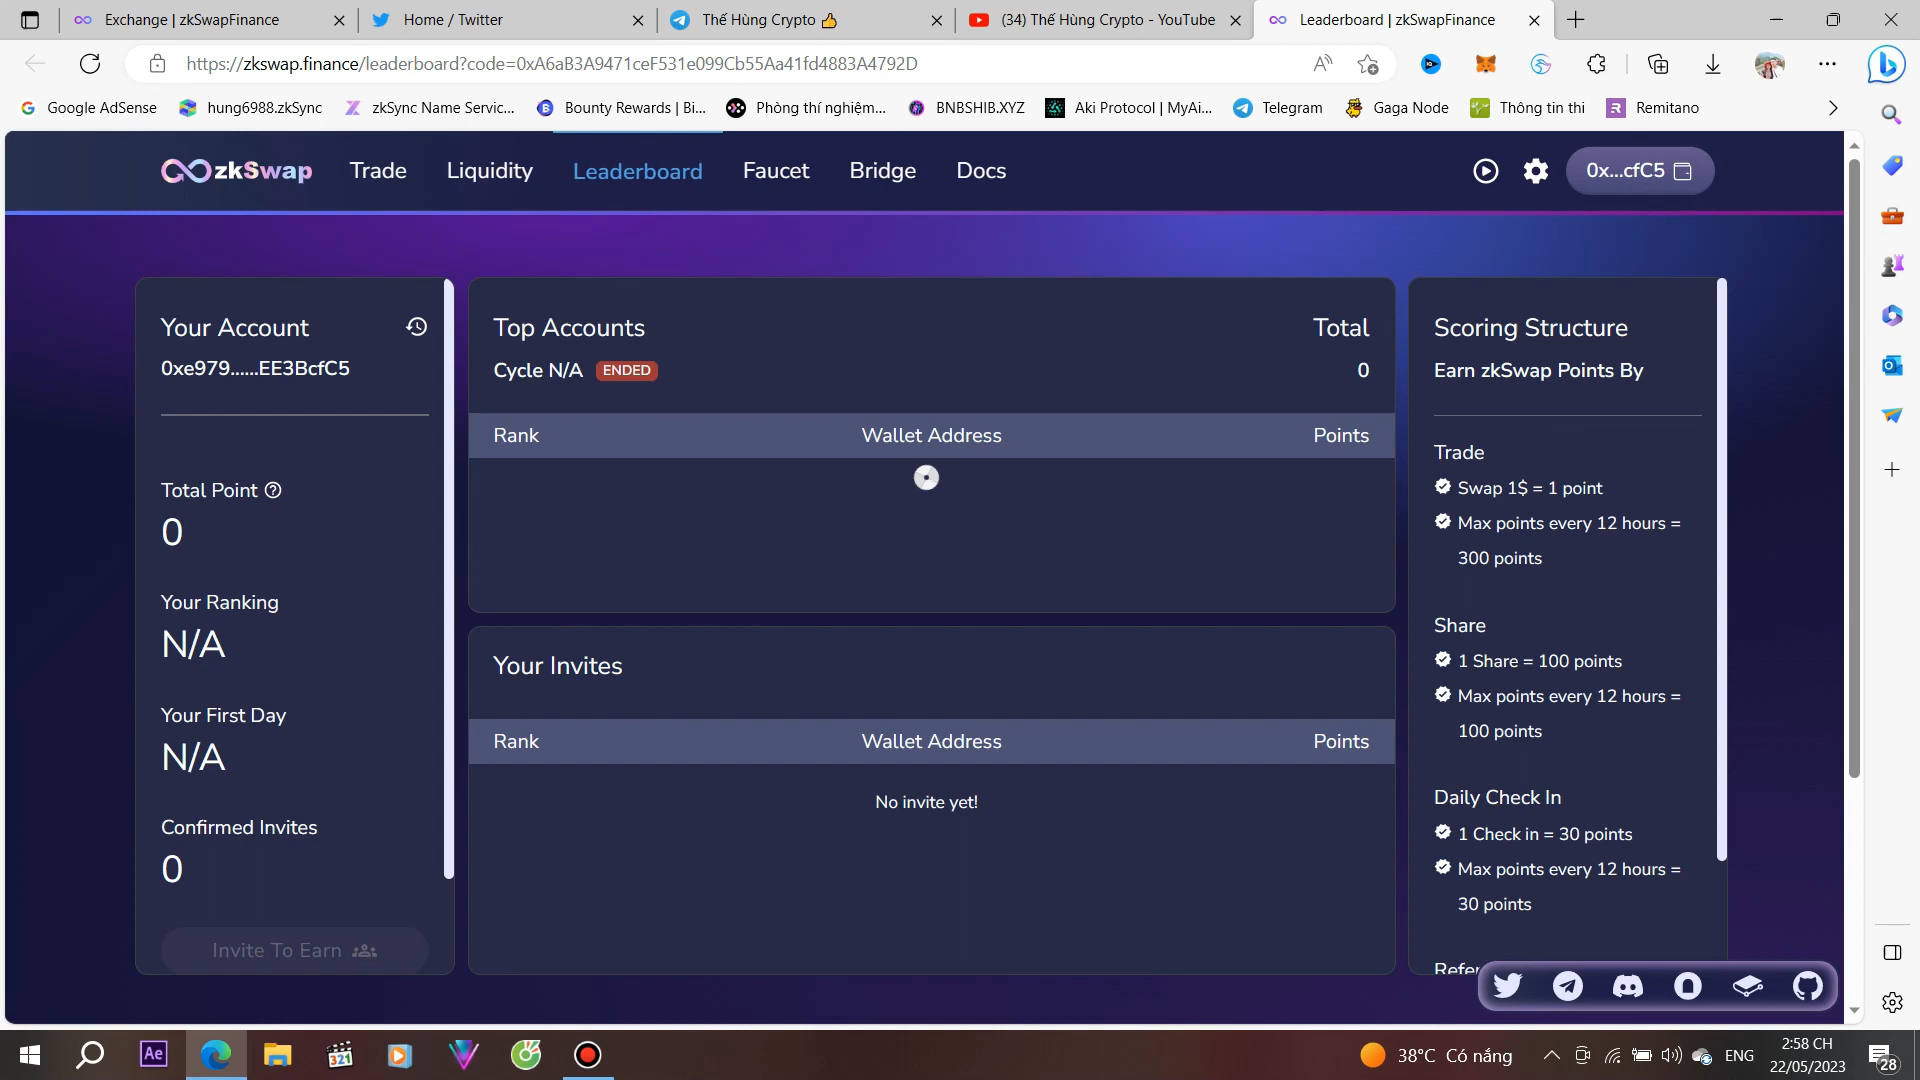 Exchange | zkSwapFinance
Home / Twitter
Thế Hùng Crypto 👍
(34) Thế Hùng Crypto - YouTube
Leaderboard | zkSwapFinance
https://zkswap.finance/leaderboard?code=0xA6aB3A9471ceF531e099Cb55Aa41fd4883A4792D
Google AdSense
hung6988.zkSync
zkSync Name Servic...
Bounty Rewards | Bi...
Phòng thí nghiệm...
BNBSHIB.XYZ
Aki Protocol | MyAi...
Telegram
Gaga Node
Thông tin thi
Remitano
zkSwap
Trade
Liquidity
Leaderboard
Faucet
Bridge
Docs
0x...cfC5
Your Account
0xe979......EE3BcfC5
Total Point
0
Your Ranking
N/A
Your First Day
N/A
Confirmed Invites
0
Invite To Earn
Top Accounts
Total
Cycle N/A ENDED
0
Rank
Wallet Address
Points
Your Invites
Rank
Wallet Address
Points
No invite yet!
Scoring Structure
Earn zkSwap Points By
Trade
Swap 1$ = 1 point
Max points every 12 hours =
300 points
Share
1 Share = 100 points
Max points every 12 hours =
100 points
Daily Check In
1 Check in = 30 points
Max points every 12 hours =
30 points
Ae
321
38°C Có nắng
ENG
2:58 CH
22/05/2023
28